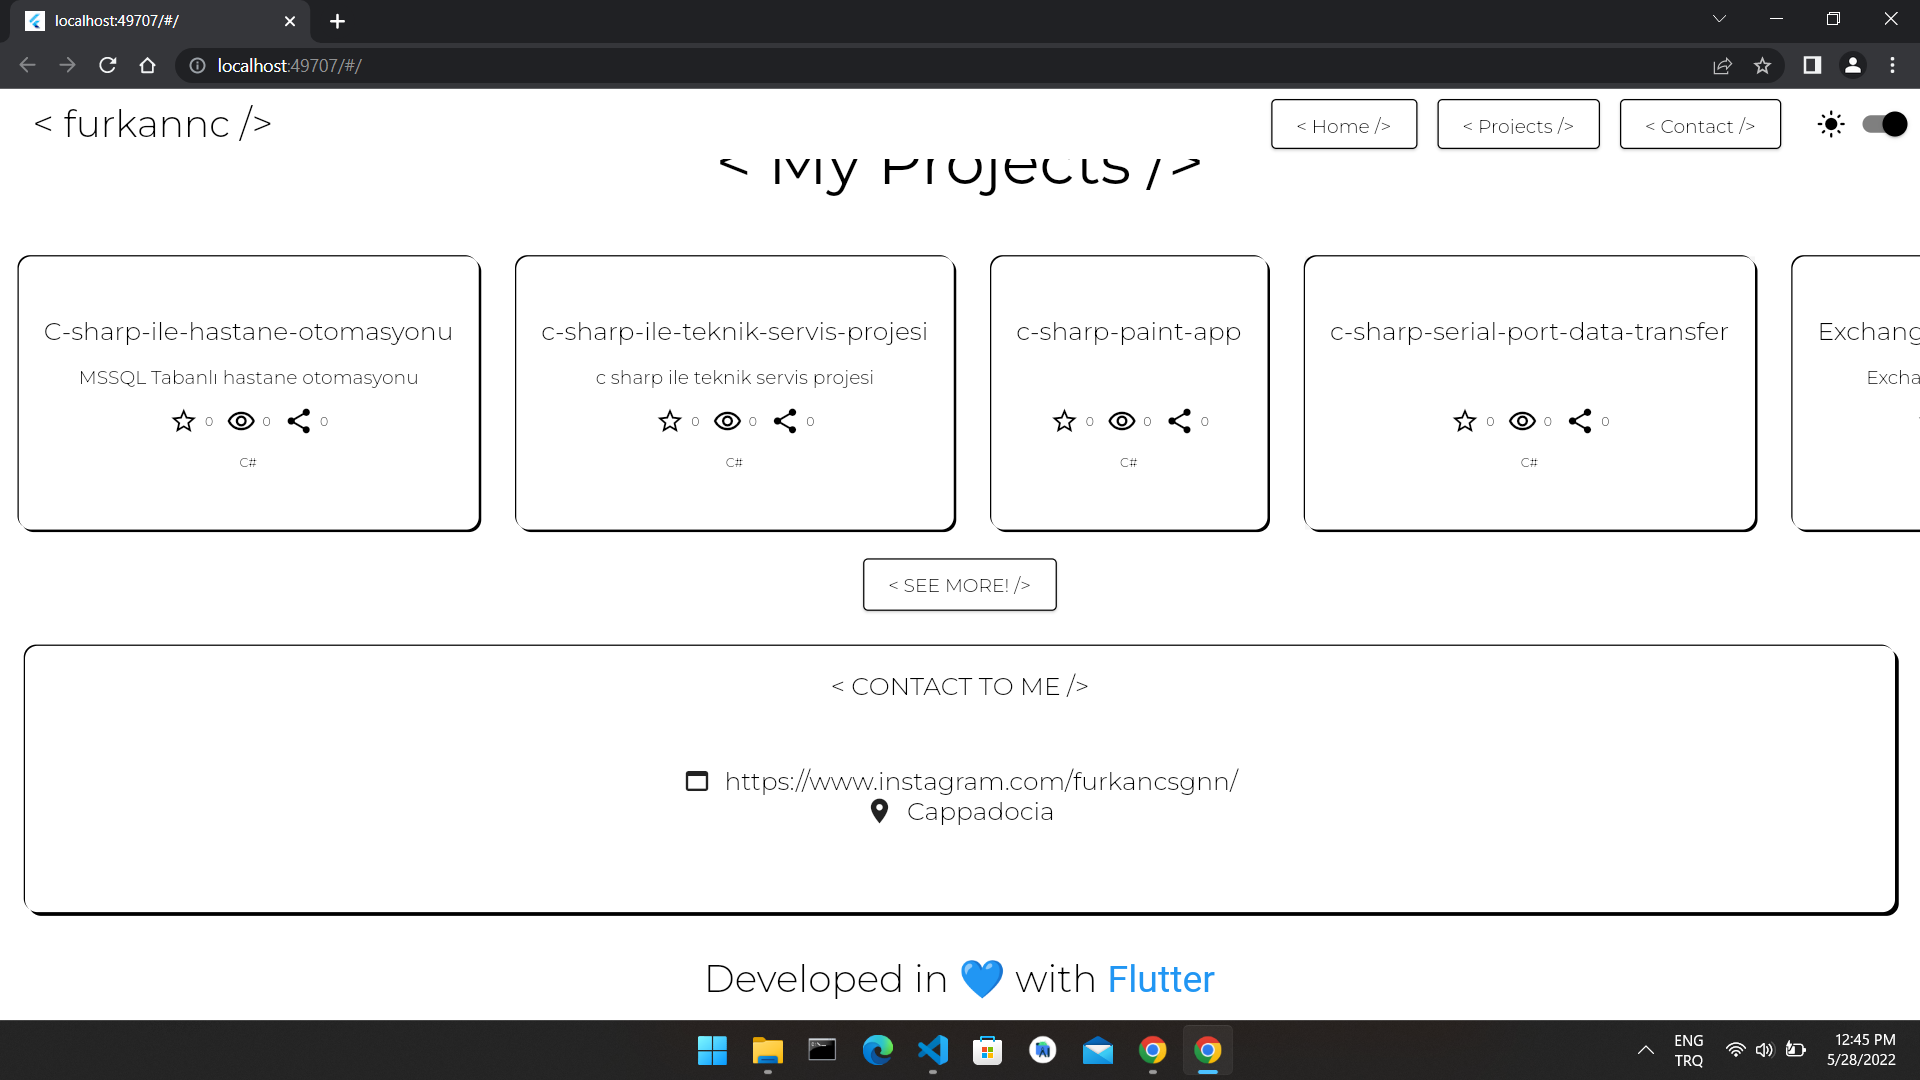 localhost:49707/#/
localhost:49707/#/
< furkannc />
< Home />
< Projects />
< Contact />
< My Projects />
C-sharp-ile-hastane-otomasyonu
MSSQL Tabanlı hastane otomasyonu
0 0 0
C#
c-sharp-ile-teknik-servis-projesi
c sharp ile teknik servis projesi
0 0 0
C#
c-sharp-paint-app
0 0 0
C#
c-sharp-serial-port-data-transfer
0 0 0
C#
Exchang
Excha
< SEE MORE! />
< CONTACT TO ME />
https://www.instagram.com/furkancsgnn/
Cappadocia
Developed in 💙 with Flutter
ENG
TRQ
12:45 PM
5/28/2022